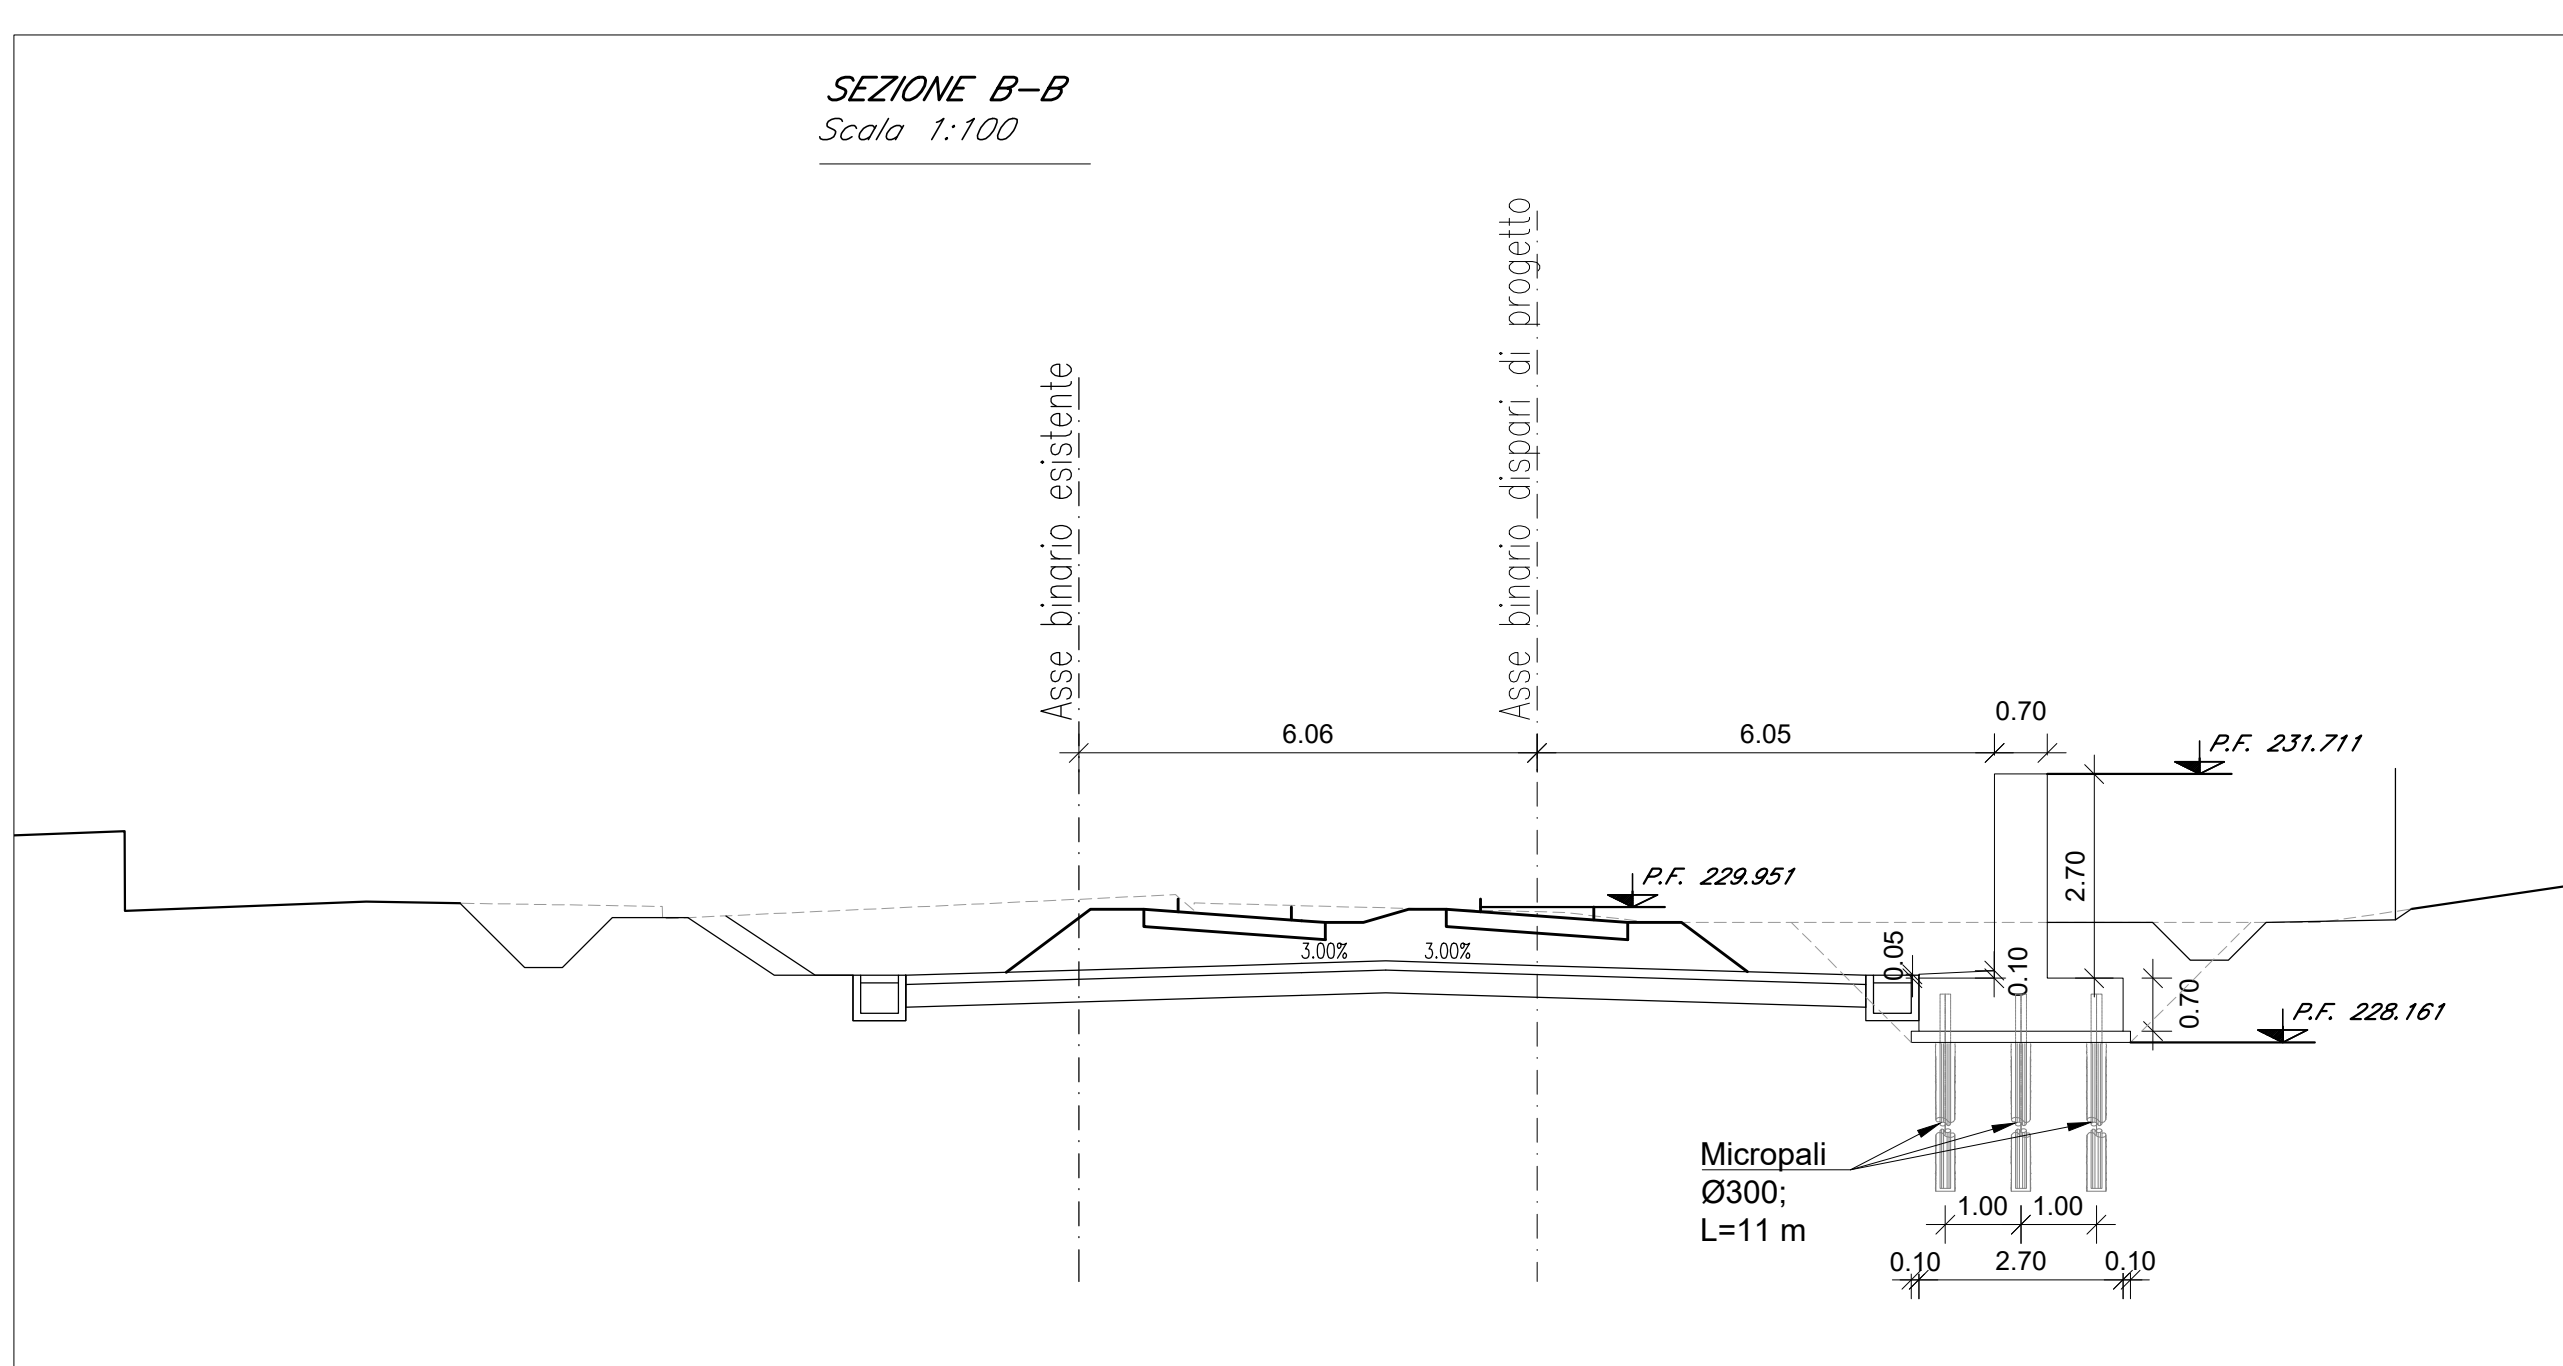 SEZIONE B-B
Scala 1:100
Asse binario esistente
Asse binario dispari di progetto
6.06
6.05
0.70
P.F. 231.711
2.70
P.F. 229.951
3.00%
3.00%
0.05
0.10
0.70
P.F. 228.161
Micropali
Ø300;
L=11 m
1.00
1.00
0.10
2.70
0.10